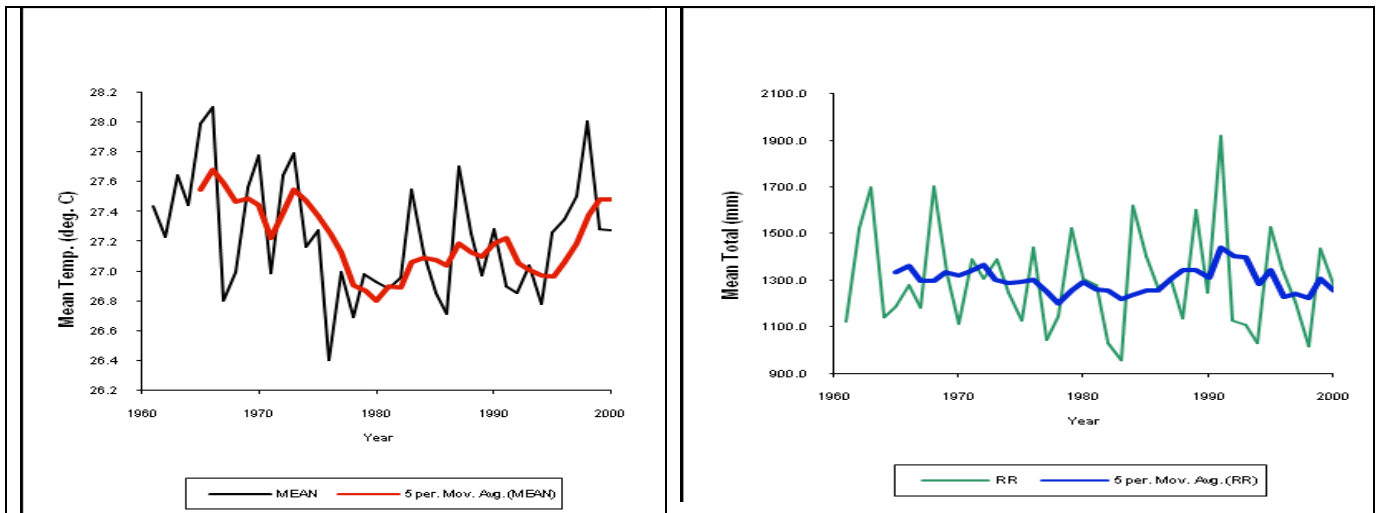 Mean Temp. (deg. C)
28.2
28.0
27.8
27.6
27.4
27.2
27.0
26.8
26.6
26.4
26.2
1960 1970 1980 1990 2000
Year
MEAN 5 per. Mov. Avg. (MEAN)
Mean Total (mm)
2100.0
1900.0
1700.0
1500.0
1300.0
1100.0
900.0
1960 1970 1980 1990 2000
Year
RR 5 per. Mov. Avg. (RR)